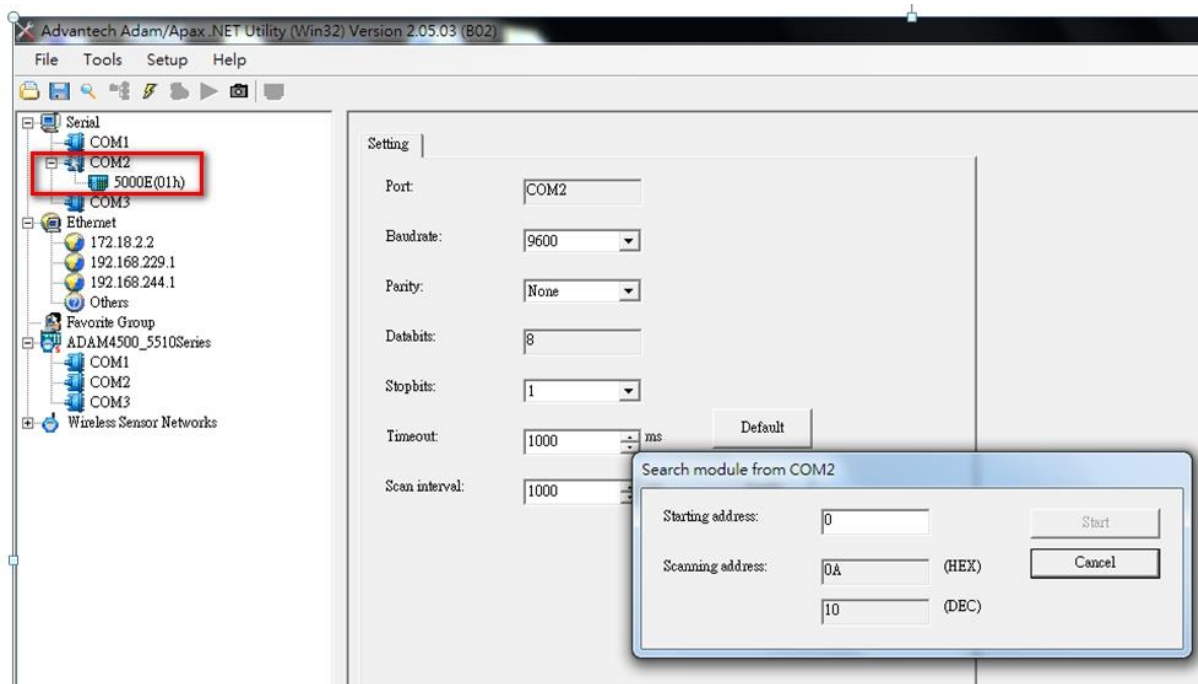 Advantech Adam/Apax .NET Utility (Win32) Version 2.05.03 (B02)
File Tools Setup Help
Serial
COM1
COM2
5000E(01h)
COM3
Ethernet
172.18.2.2
192.168.229.1
192.168.244.1
Others
Favorite Group
ADAM4500_5510Series
COM1
COM2
COM3
Wireless Sensor Networks
Setting
Port: COM2
Baudrate: 9600
Parity: None
Databits: 8
Stopbits: 1
Timeout: 1000 ms
Default
Scan interval: 1000
Search module from COM2
Starting address: 0
Start
Scanning address: 0A (HEX)
Cancel
10 (DEC)